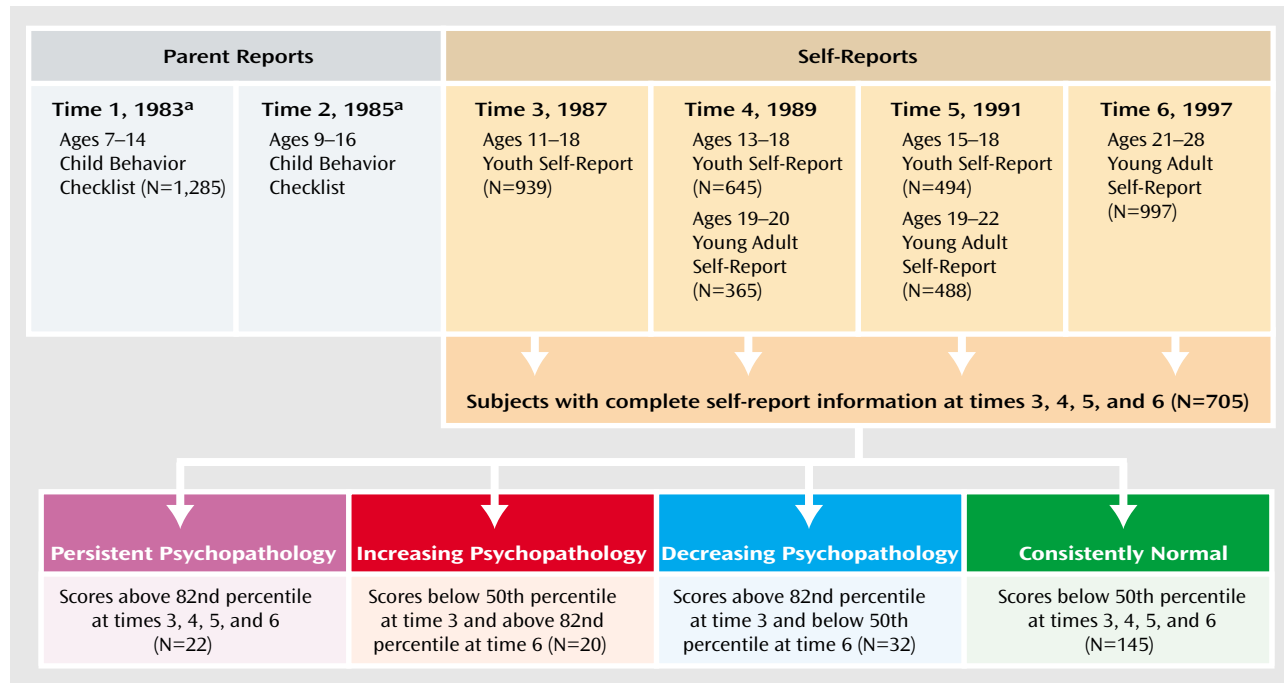 Parent Reports
Self-Reports
Time 1, 1983a
Ages 7–14
Child Behavior
Checklist (N=1,285)
Time 2, 1985a
Ages 9–16
Child Behavior
Checklist
Time 3, 1987
Ages 11–18
Youth Self-Report
(N=939)
Time 4, 1989
Ages 13–18
Youth Self-Report
(N=645)
Ages 19–20
Young Adult
Self-Report
(N=365)
Time 5, 1991
Ages 15–18
Youth Self-Report
(N=494)
Ages 19–22
Young Adult
Self-Report
(N=488)
Time 6, 1997
Ages 21–28
Young Adult
Self-Report
(N=997)
Subjects with complete self-report information at times 3, 4, 5, and 6 (N=705)
Persistent Psychopathology
Scores above 82nd percentile
at times 3, 4, 5, and 6
(N=22)
Increasing Psychopathology
Scores below 50th percentile
at time 3 and above 82nd
percentile at time 6 (N=20)
Decreasing Psychopathology
Scores above 82nd percentile
at time 3 and below 50th
percentile at time 6 (N=32)
Consistently Normal
Scores below 50th percentile
at times 3, 4, 5, and 6
(N=145)